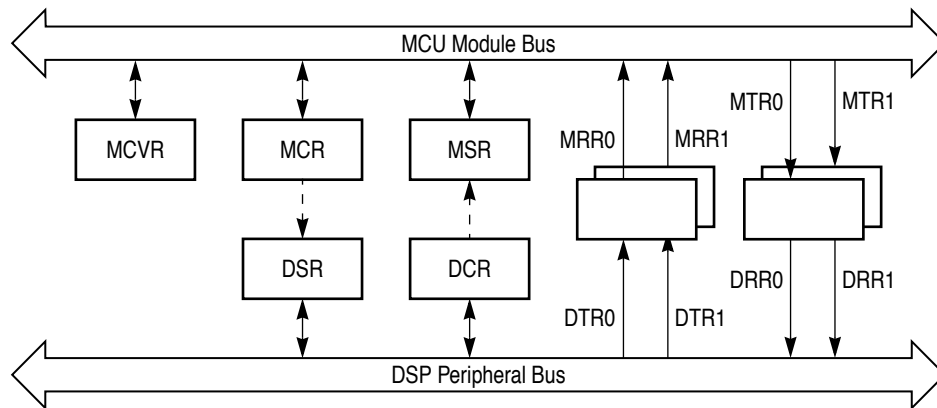 MCU Module Bus
MTR0 MTR1
MCVR MCR MSR MRR0 MRR1
DSR DCR DRR0 DRR1
DTR0 DTR1
DSP Peripheral Bus